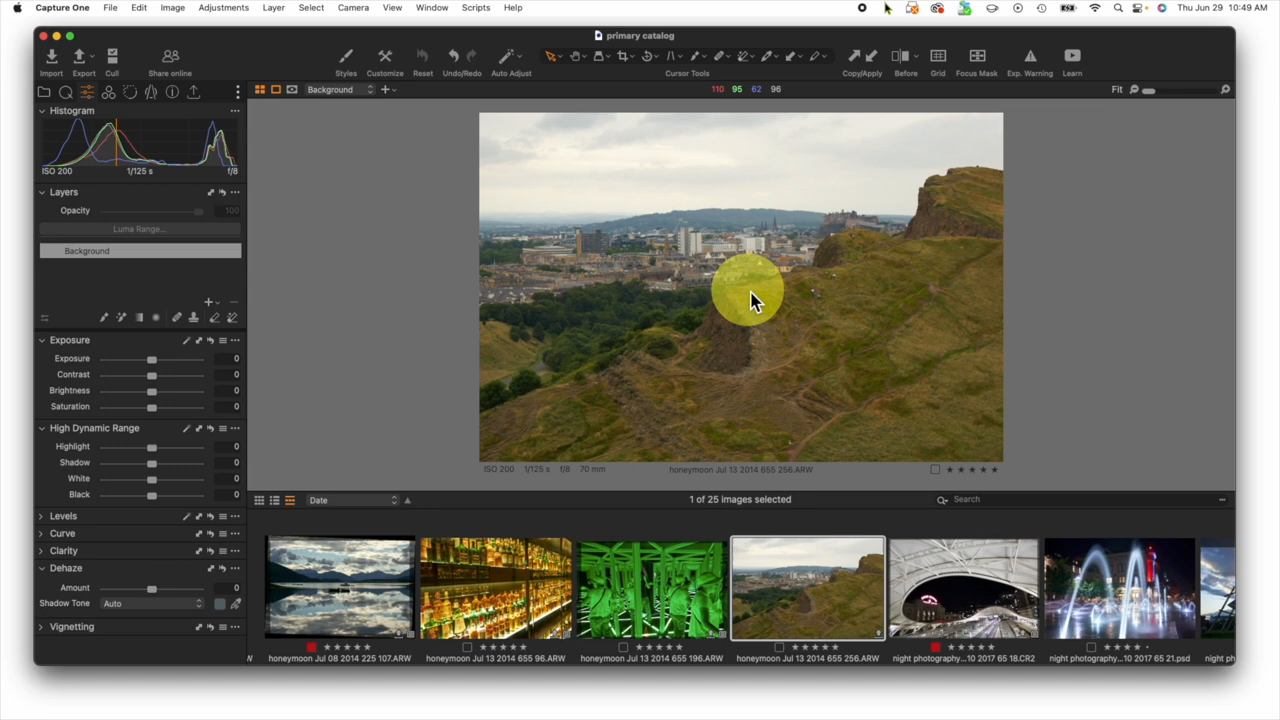 Capture One File Edit Image Adjustments Layer Select Camera View Window Scripts Help Thu Jun 29 10:49 AM
primary catalog
Import Export Cull Share online Styles Customize Reset Undo/Redo Auto Adjust Cursor Tools Copy/Apply Before Grid Focus Mask Exp. Warning Learn
Background 110 95 62 96 Fit
Histogram
ISO 200 1/125 s f/8
Layers
Opacity 100
Luma Range...
Background
Exposure
Exposure 0
Contrast 0
Brightness 0
Saturation 0
High Dynamic Range
Highlight 0
Shadow 0
White 0
Black 0
Levels
Curve
Clarity
Dehaze
Amount 0
Shadow Tone Auto
Vignetting
ISO 200 1/125 s f/8 70 mm honeymoon Jul 13 2014 655 256.ARW
Date 1 of 25 images selected Search
W honeymoon Jul 08 2014 225 107.ARW honeymoon Jul 13 2014 655 96.ARW honeymoon Jul 13 2014 655 196.ARW honeymoon Jul 13 2014 655 256.ARW night photography...10 2017 65 18.CR2 night photography...10 2017 65 21.psd night ph